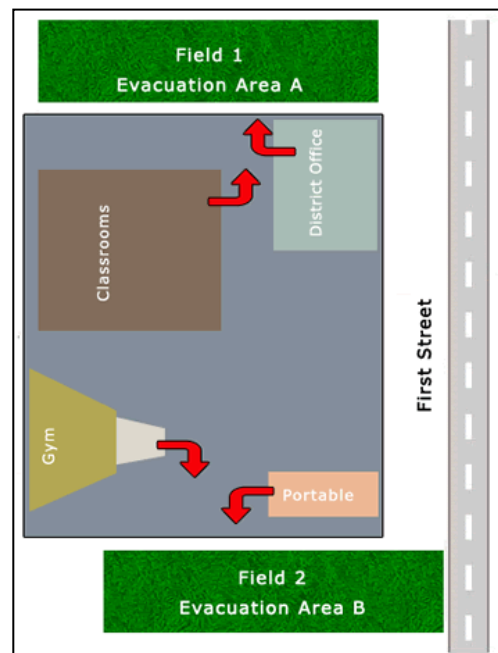 Field 1
Evacuation Area A
District Office
Classrooms
First Street
Gym
Portable
Field 2
Evacuation Area B